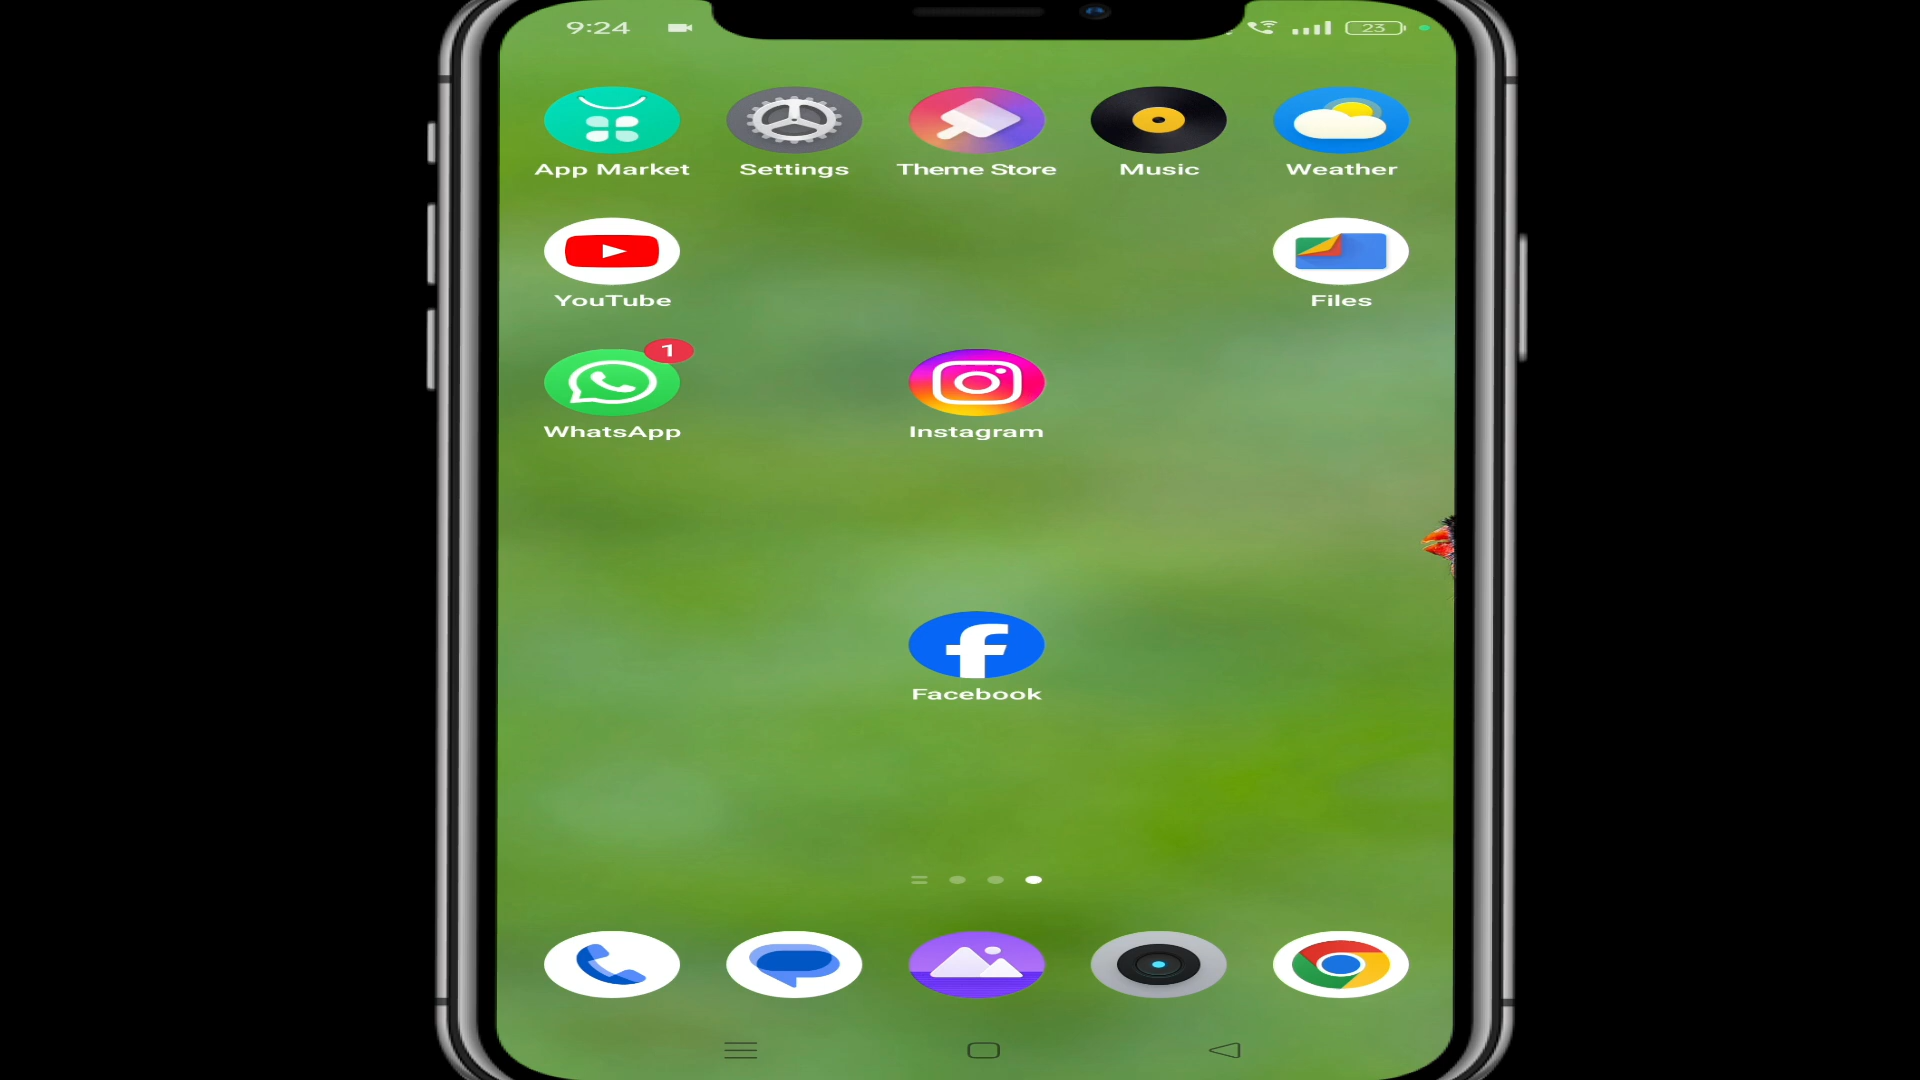 9:24
23
App Market Settings Theme Store Music Weather
YouTube Files
1
WhatsApp Instagram
Facebook